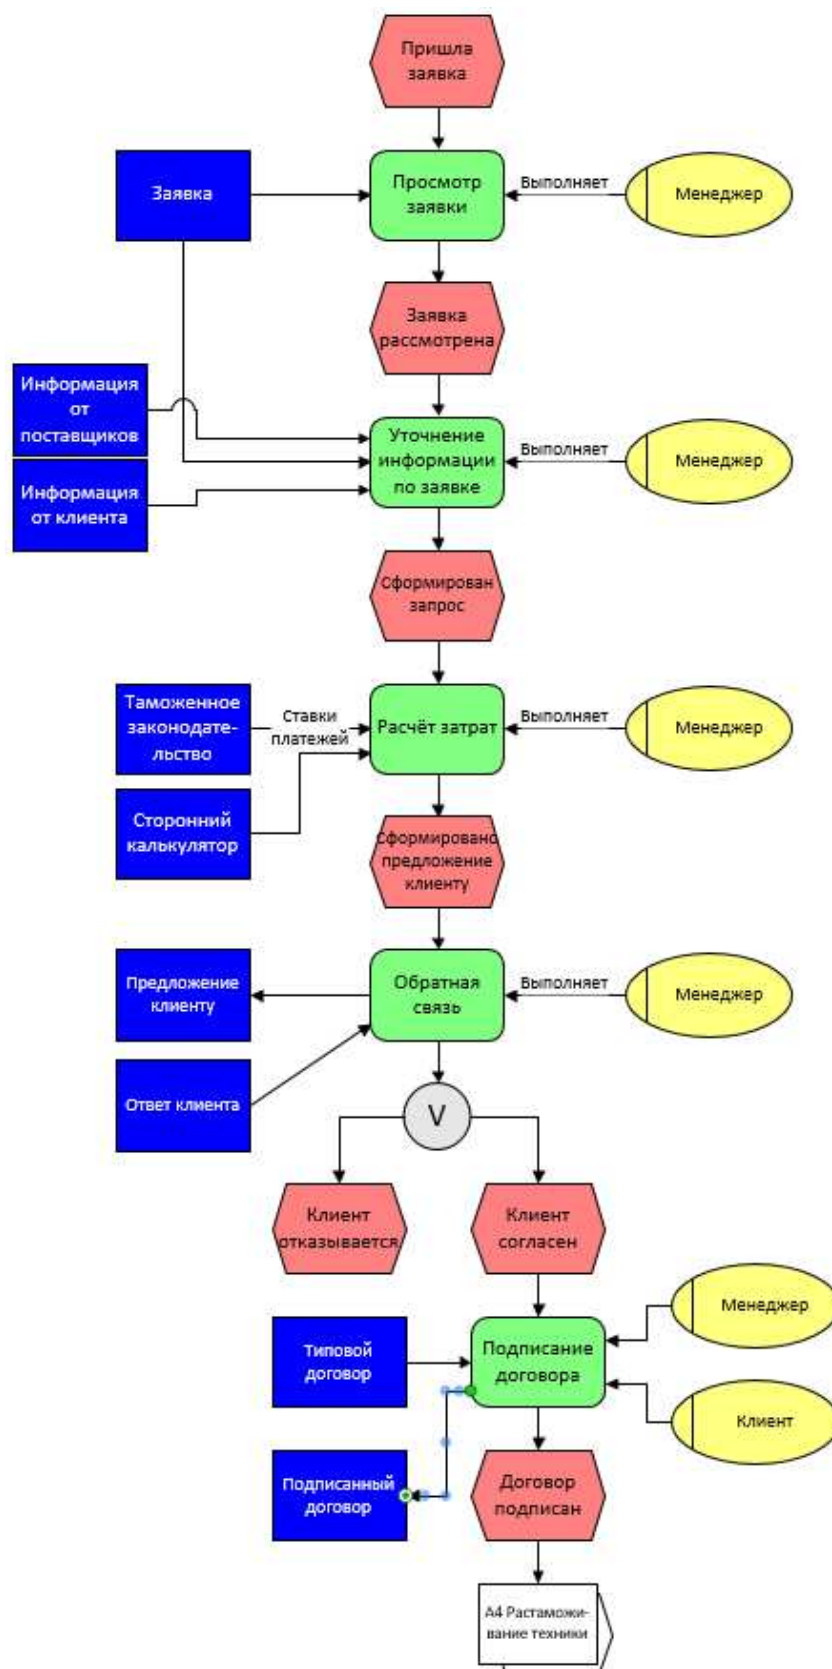 Пришла
заявка
Заявка
Просмотр
заявки
Выполняет
Менеджер
Заявка
рассмотрена
Информация
от
поставщиков
Информация
от клиента
Уточнение
информации
по заявке
Выполняет
Менеджер
Сформирован
запрос
Таможенное
законодате-
льство
Ставки
платежей
Расчёт затрат
Выполняет
Менеджер
Сторонний
калькулятор
Сформировано
предложение
клиенту
Предложение
клиенту
Обратная
связь
Выполняет
Менеджер
Ответ клиента
V
Клиент
отказывается
Клиент
согласен
Типовой
договор
Подписание
договора
Менеджер
Клиент
Подписанный
договор
Договор
подписан
А4 Растаможи-
вание техники